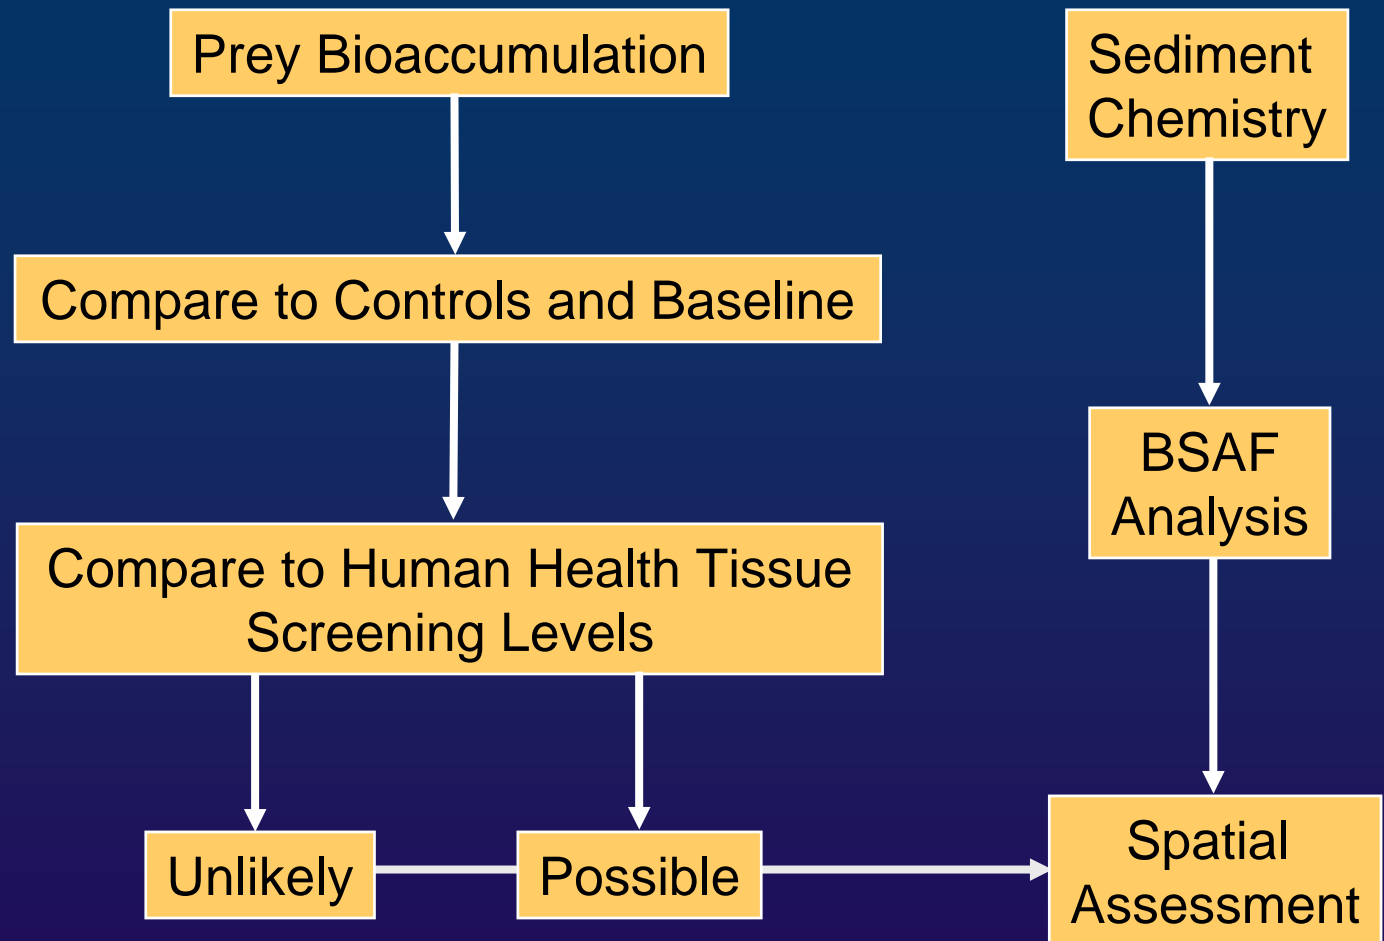 Prey Bioaccumulation
Sediment
Chemistry
Compare to Controls and Baseline
BSAF
Analysis
Compare to Human Health Tissue
Screening Levels
Unlikely
Possible
Spatial
Assessment